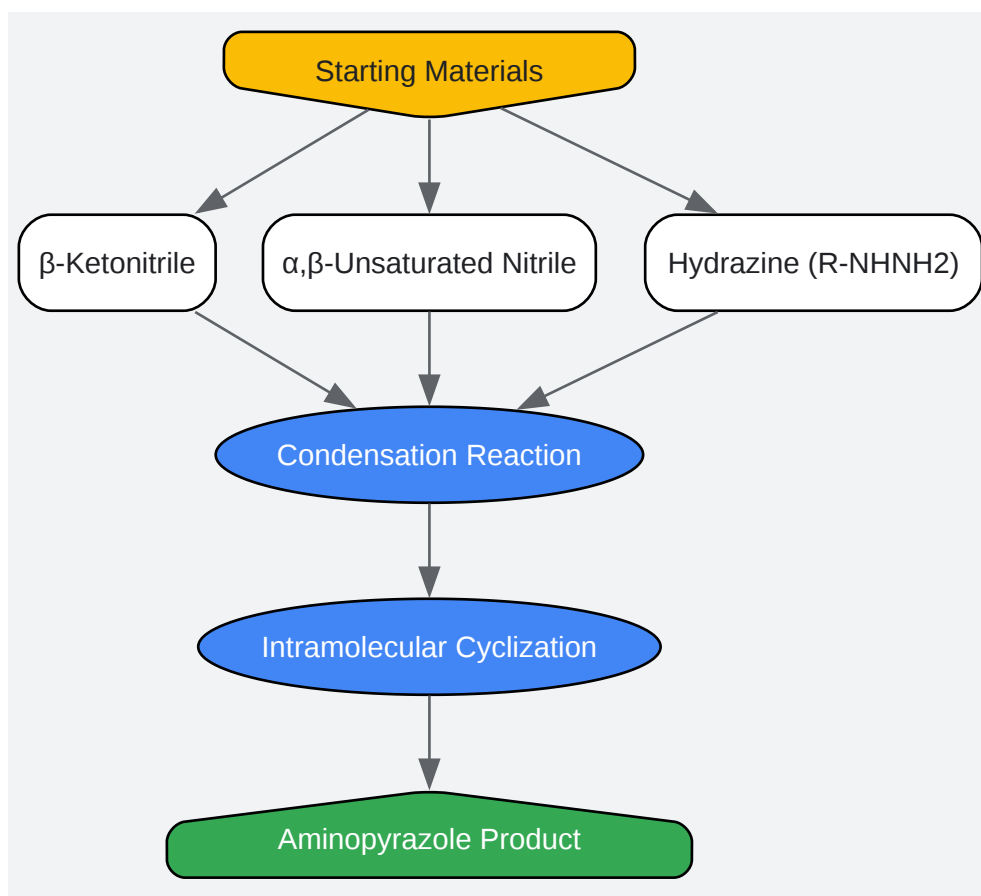 Starting Materials
β-Ketonitrile
α,β-Unsaturated Nitrile
Hydrazine (R-NHNH2)
Condensation Reaction
Intramolecular Cyclization
Aminopyrazole Product